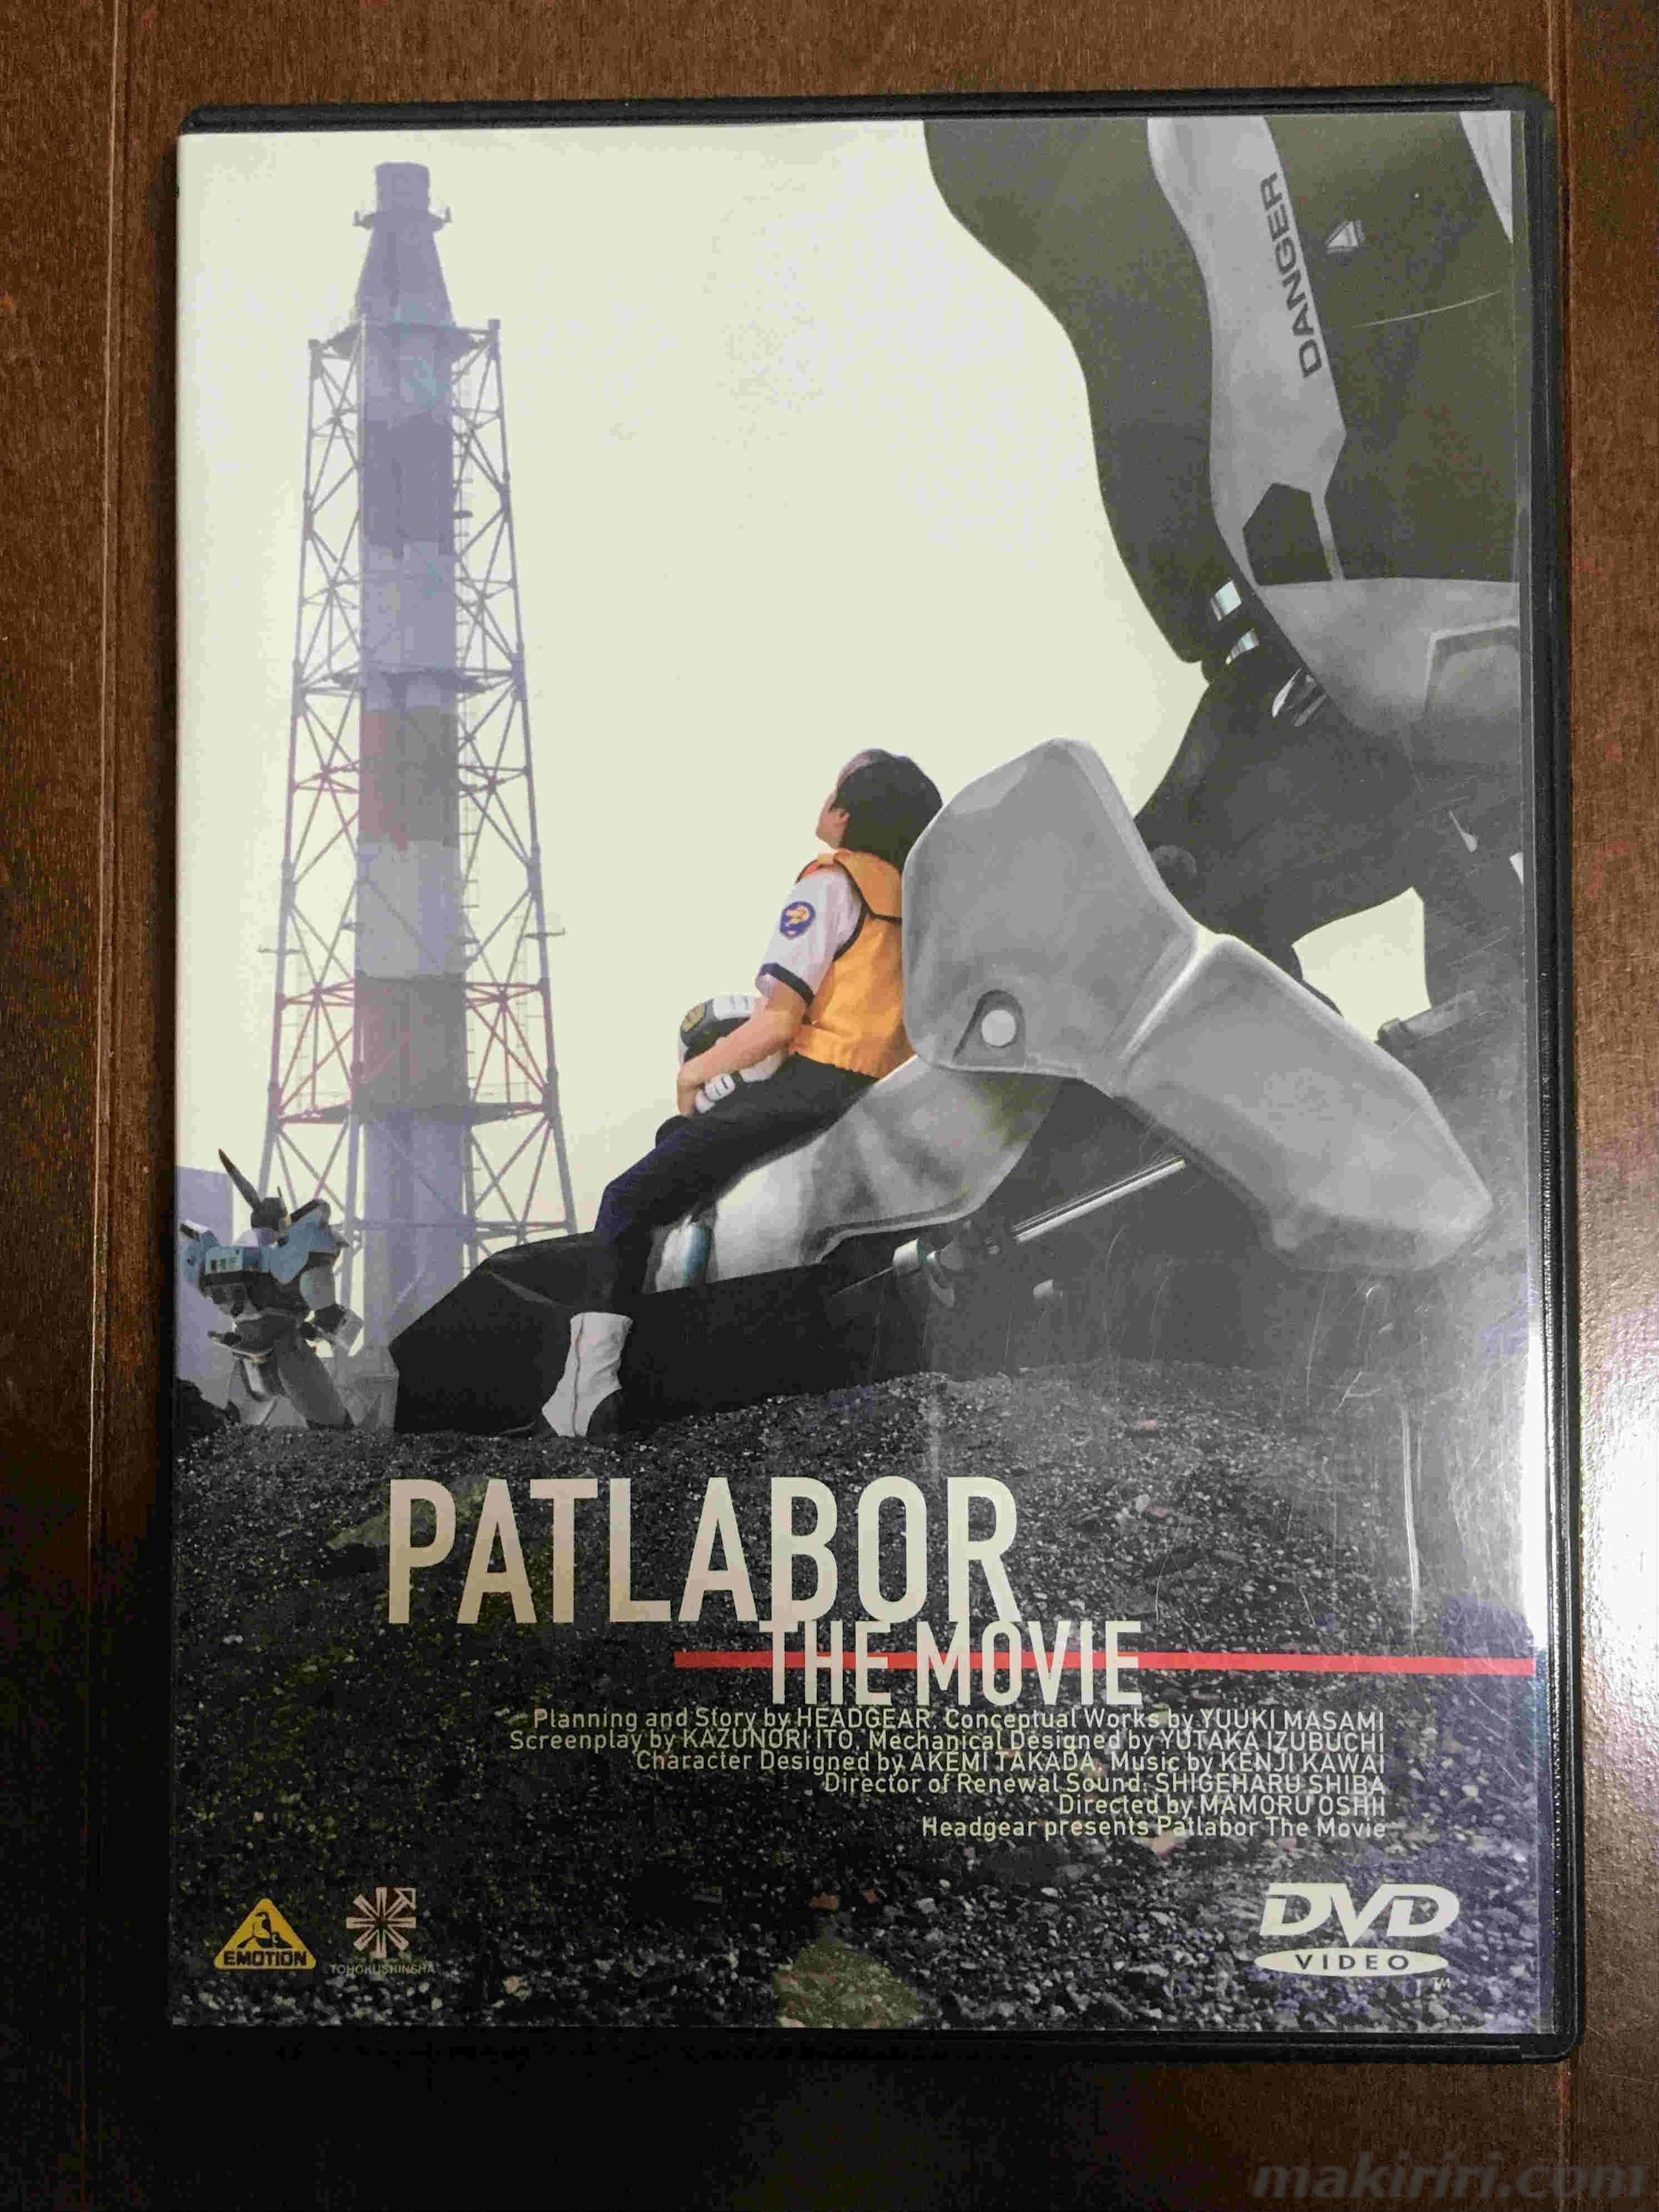 DANGER
PATLABOR
THE MOVIE
Planning and Story by HEADGEAR, Conceptual Works by YUUKI MASAMI
Screenplay by KAZUNORI ITO, Mechanical Designed by YUTAKA IZUBUCHI
Character Designed by AKEMI TAKADA, Music by KENJI KAWAI
Director of Renewal Sound: SHIGEHARU SHIBA
Directed by MAMORU OSHII
Headgear presents Patlabor The Movie
EMOTION
TOHOKUSHINSHA
DVD
VIDEO
TM
makiriri.com